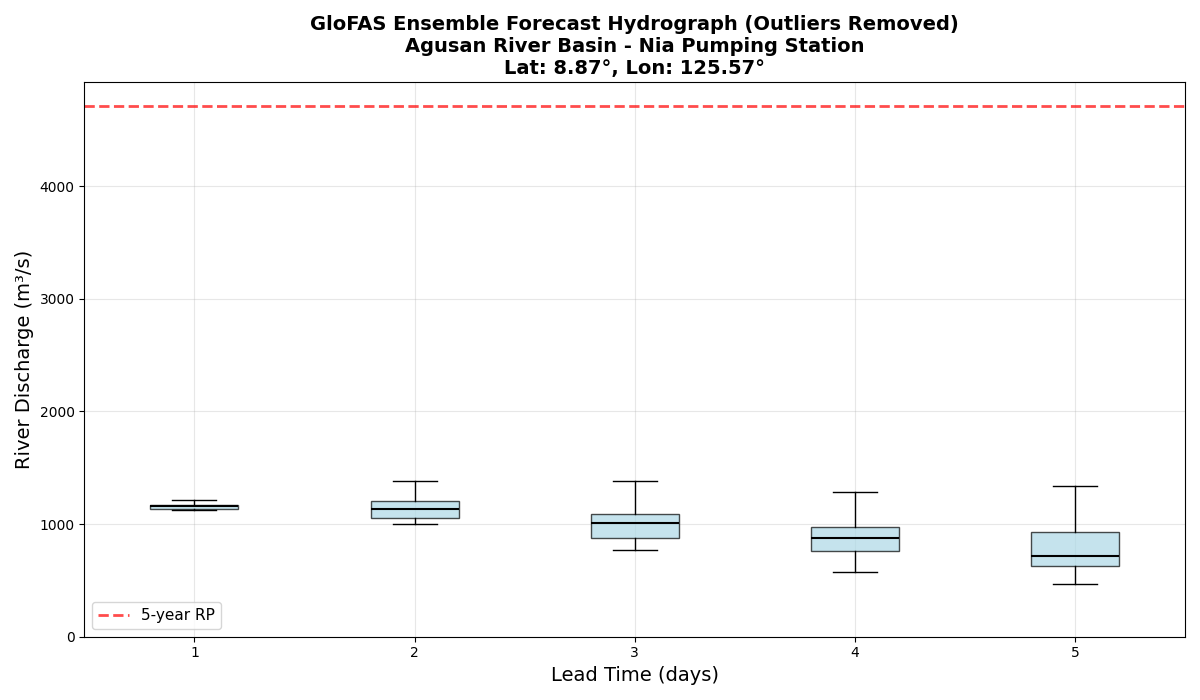 GloFAS Ensemble Forecast Hydrograph (Outliers Removed)
Agusan River Basin - Nia Pumping Station
Lat: 8.87°, Lon: 125.57°
River Discharge (m³/s)
4000
3000
2000
1000
0
5-year RP
1 2 3 4 5
Lead Time (days)